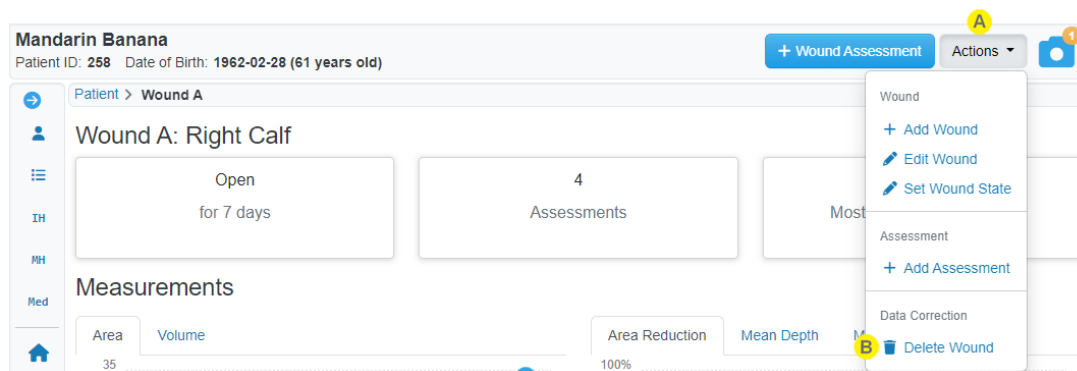 A
Mandarin Banana
Patient ID: 258 Date of Birth: 1962-02-28 (61 years old)
+ Wound Assessment
Actions
1
Patient > Wound A
Wound
Wound A: Right Calf
+ Add Wound
Edit Wound
Set Wound State
Open
for 7 days
4
Assessments
Most
IH
Assessment
+ Add Assessment
MH
Measurements
Med
Data Correction
Area
Volume
Area Reduction
Mean Depth
B
Delete Wound
35
100%